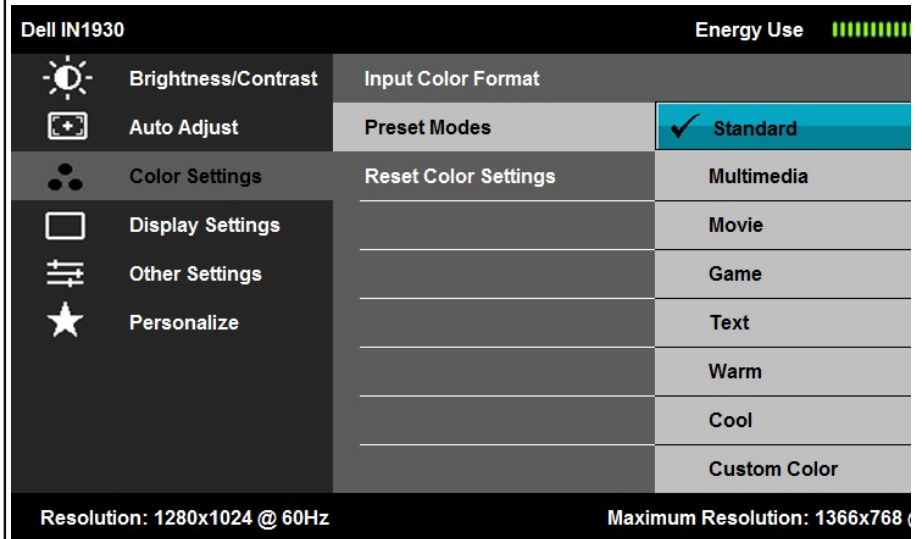 Dell IN1930 Energy Use
Brightness/Contrast Input Color Format
Auto Adjust Preset Modes Standard
Color Settings Reset Color Settings Multimedia
Display Settings Movie
Other Settings Game
Personalize Text
Warm
Cool
Custom Color
Resolution: 1280x1024 @ 60Hz Maximum Resolution: 1366x768